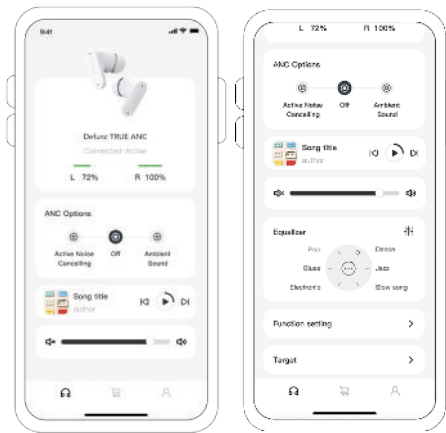 9:41
Defunc TRUE ANC
Connected: Active
L 72%
R 100%
ANC Options
Active Noise
Cancelling
Off
Ambient
Sound
Song title
author
L 72%
R 100%
ANC Options
Active Noise
Cancelling
Off
Ambient
Sound
Song title
author
Equalizer
Pop
Dance
Blues
Jazz
Electronic
Slow song
Function setting
Target